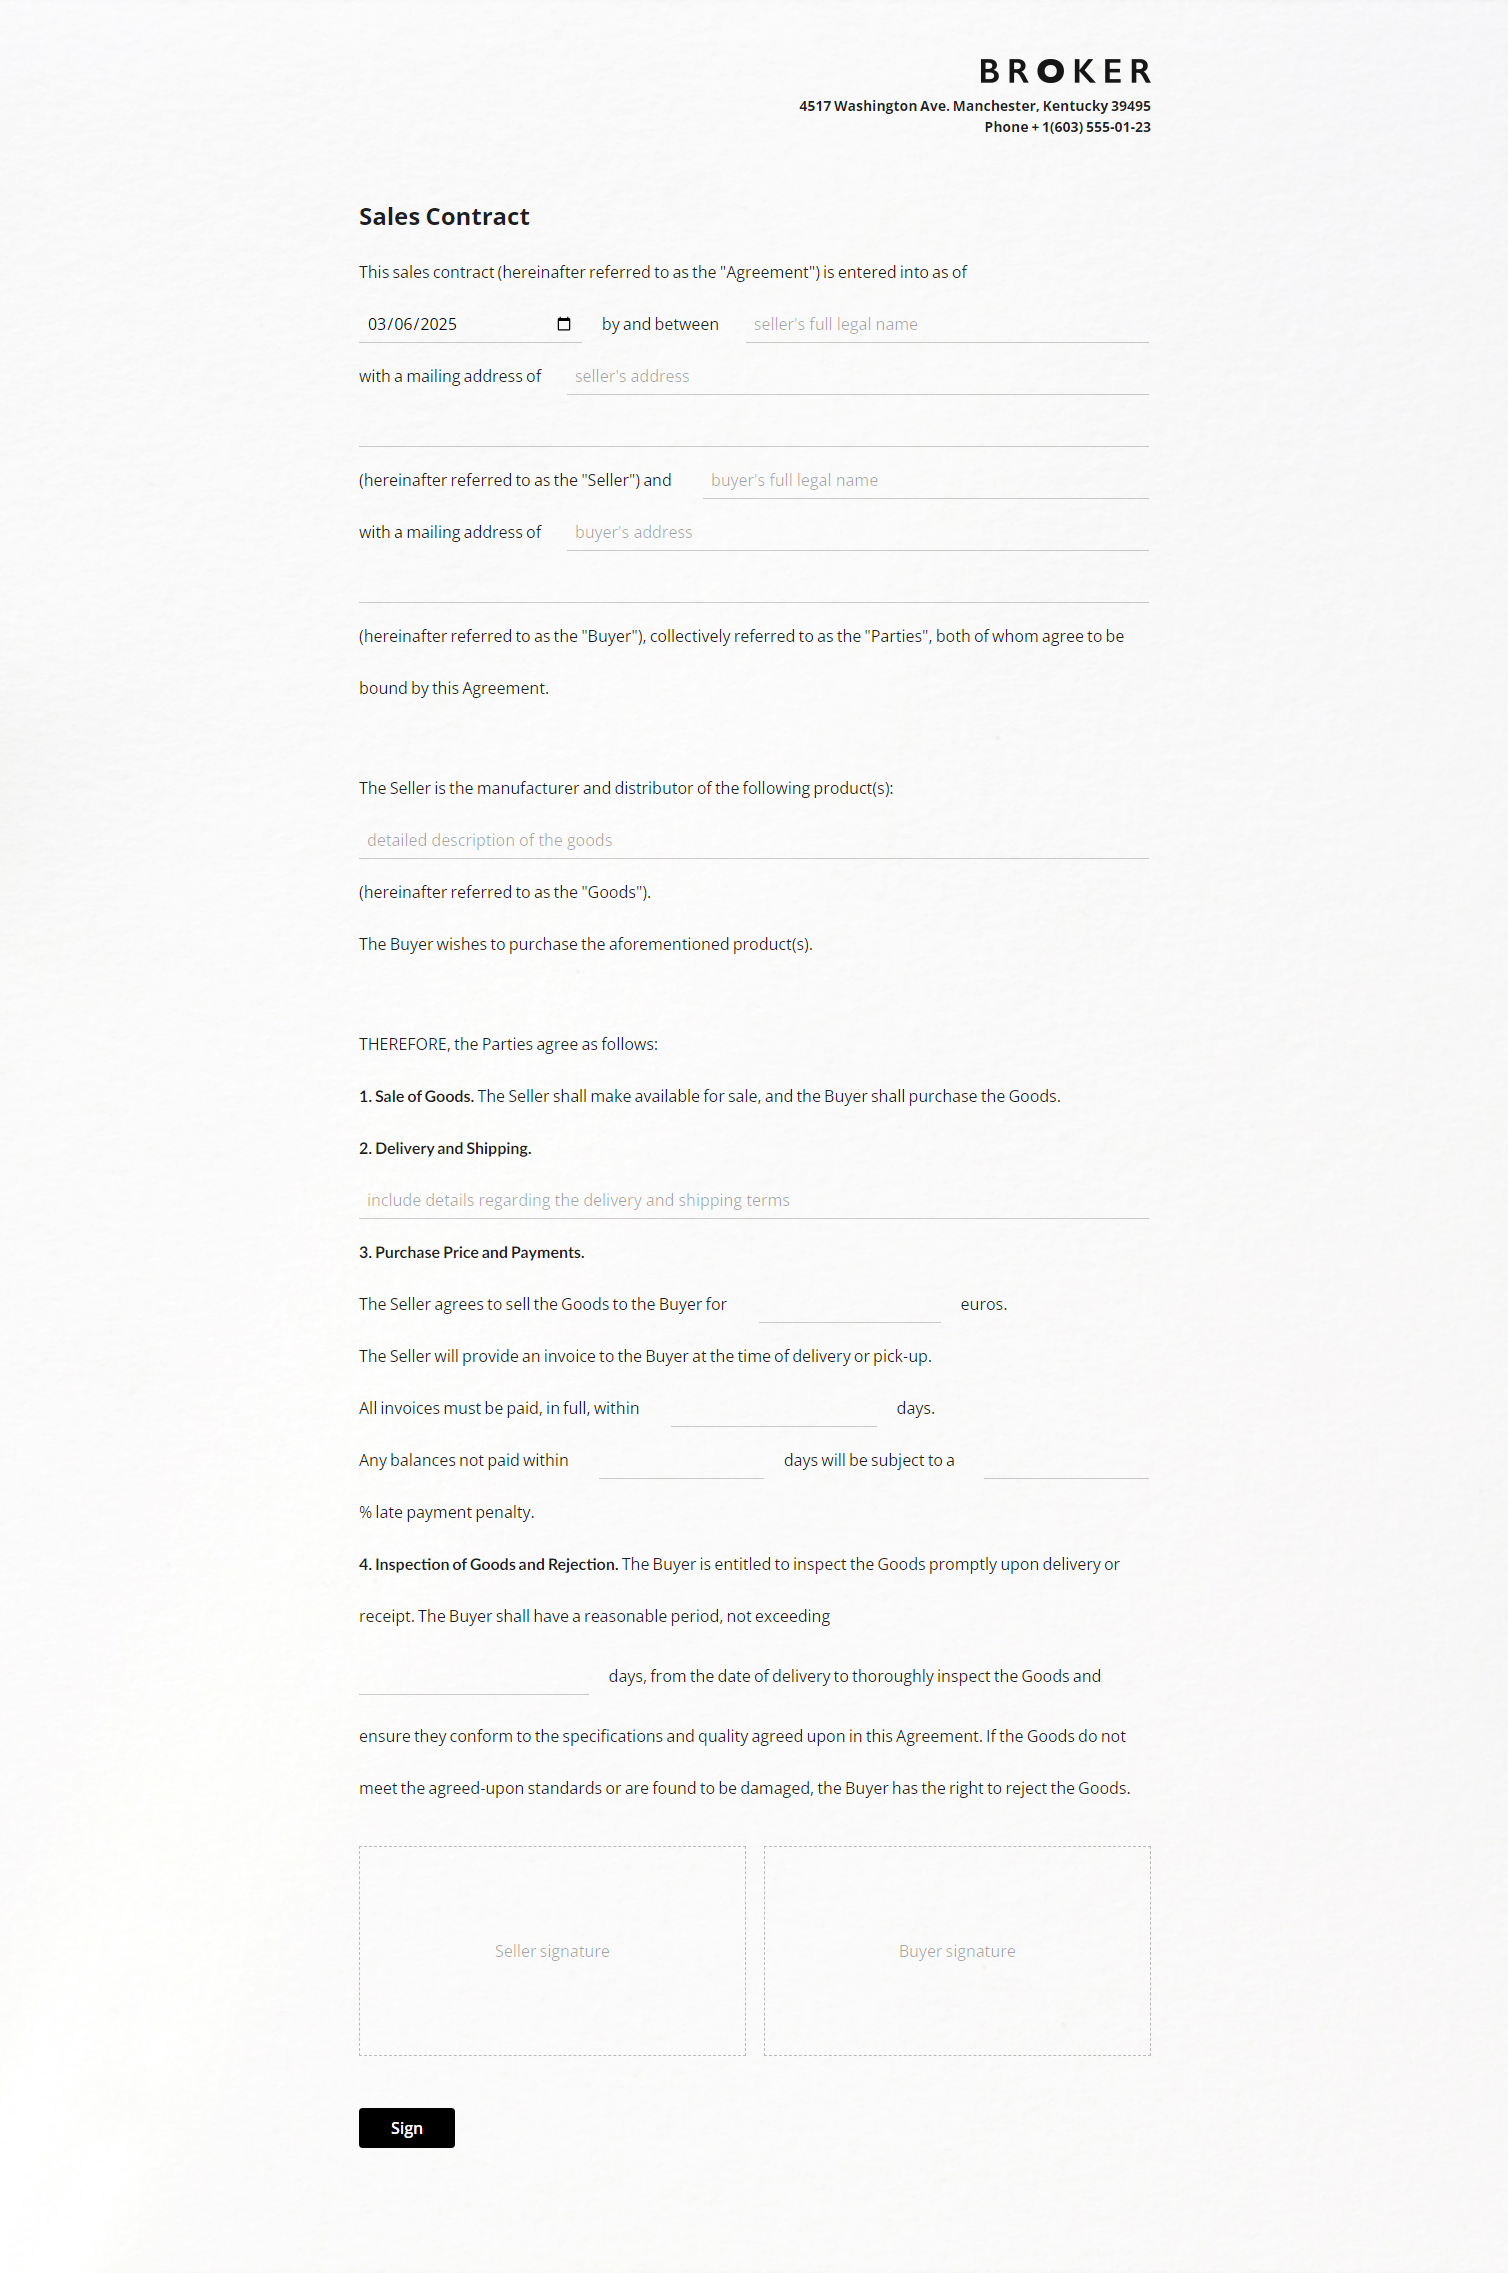 BROKER
4517 Washington Ave. Manchester, Kentucky 39495
Phone + 1(603) 555-01-23
Sales Contract
This sales contract (hereinafter referred to as the "Agreement") is entered into as of
03/06/2025 by and between seller's full legal name
with a mailing address of seller's address
(hereinafter referred to as the "Seller") and buyer's full legal name
with a mailing address of buyer's address
(hereinafter referred to as the "Buyer"), collectively referred to as the "Parties", both of whom agree to be
bound by this Agreement.
The Seller is the manufacturer and distributor of the following product(s):
detailed description of the goods
(hereinafter referred to as the "Goods").
The Buyer wishes to purchase the aforementioned product(s).
THEREFORE, the Parties agree as follows:
1. Sale of Goods. The Seller shall make available for sale, and the Buyer shall purchase the Goods.
2. Delivery and Shipping.
include details regarding the delivery and shipping terms
3. Purchase Price and Payments.
The Seller agrees to sell the Goods to the Buyer for euros.
The Seller will provide an invoice to the Buyer at the time of delivery or pick-up.
All invoices must be paid, in full, within days.
Any balances not paid within days will be subject to a
% late payment penalty.
4. Inspection of Goods and Rejection. The Buyer is entitled to inspect the Goods promptly upon delivery or
receipt. The Buyer shall have a reasonable period, not exceeding
days, from the date of delivery to thoroughly inspect the Goods and
ensure they conform to the specifications and quality agreed upon in this Agreement. If the Goods do not
meet the agreed-upon standards or are found to be damaged, the Buyer has the right to reject the Goods.
Seller signature Buyer signature
Sign